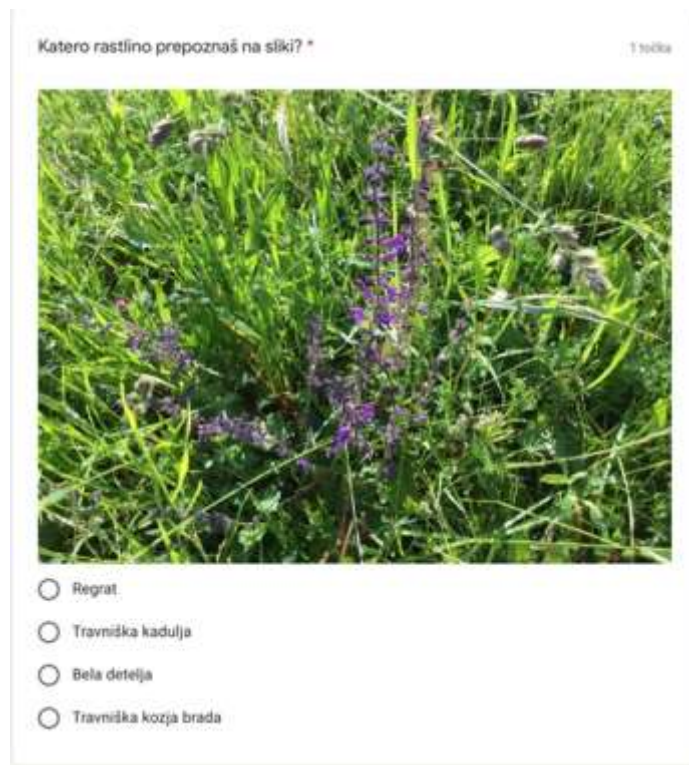 Katero rastlino prepoznaš na sliki? *
1 točka
Regrat
Travniška kadulja
Bela detelja
Travniška kozja brada